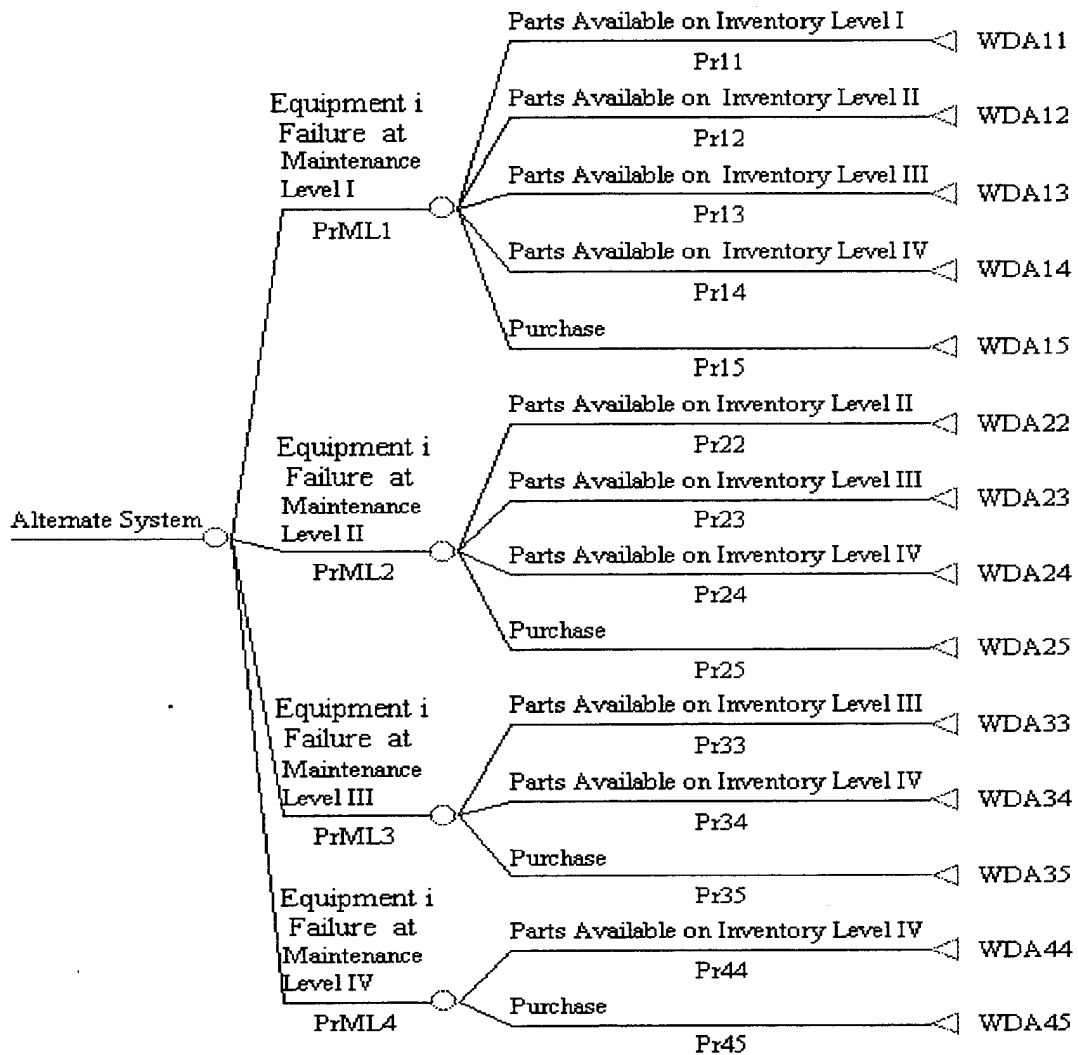 Parts Available on Inventory Level I
WDA11
Pr11
Equipment i
Failure at
Maintenance
Level I
PrML1
Parts Available on Inventory Level II
WDA12
Pr12
Parts Available on Inventory Level III
WDA13
Pr13
Parts Available on Inventory Level IV
WDA14
Pr14
Purchase
WDA15
Pr15
Alternate System
Equipment i
Failure at
Maintenance
Level II
PrML2
Parts Available on Inventory Level II
WDA22
Pr22
Parts Available on Inventory Level III
WDA23
Pr23
Parts Available on Inventory Level IV
WDA24
Pr24
Purchase
WDA25
Pr25
Equipment i
Failure at
Maintenance
Level III
PrML3
Parts Available on Inventory Level III
WDA33
Pr33
Parts Available on Inventory Level IV
WDA34
Pr34
Purchase
WDA35
Pr35
Equipment i
Failure at
Maintenance
Level IV
PrML4
Parts Available on Inventory Level IV
WDA44
Pr44
Purchase
WDA45
Pr45